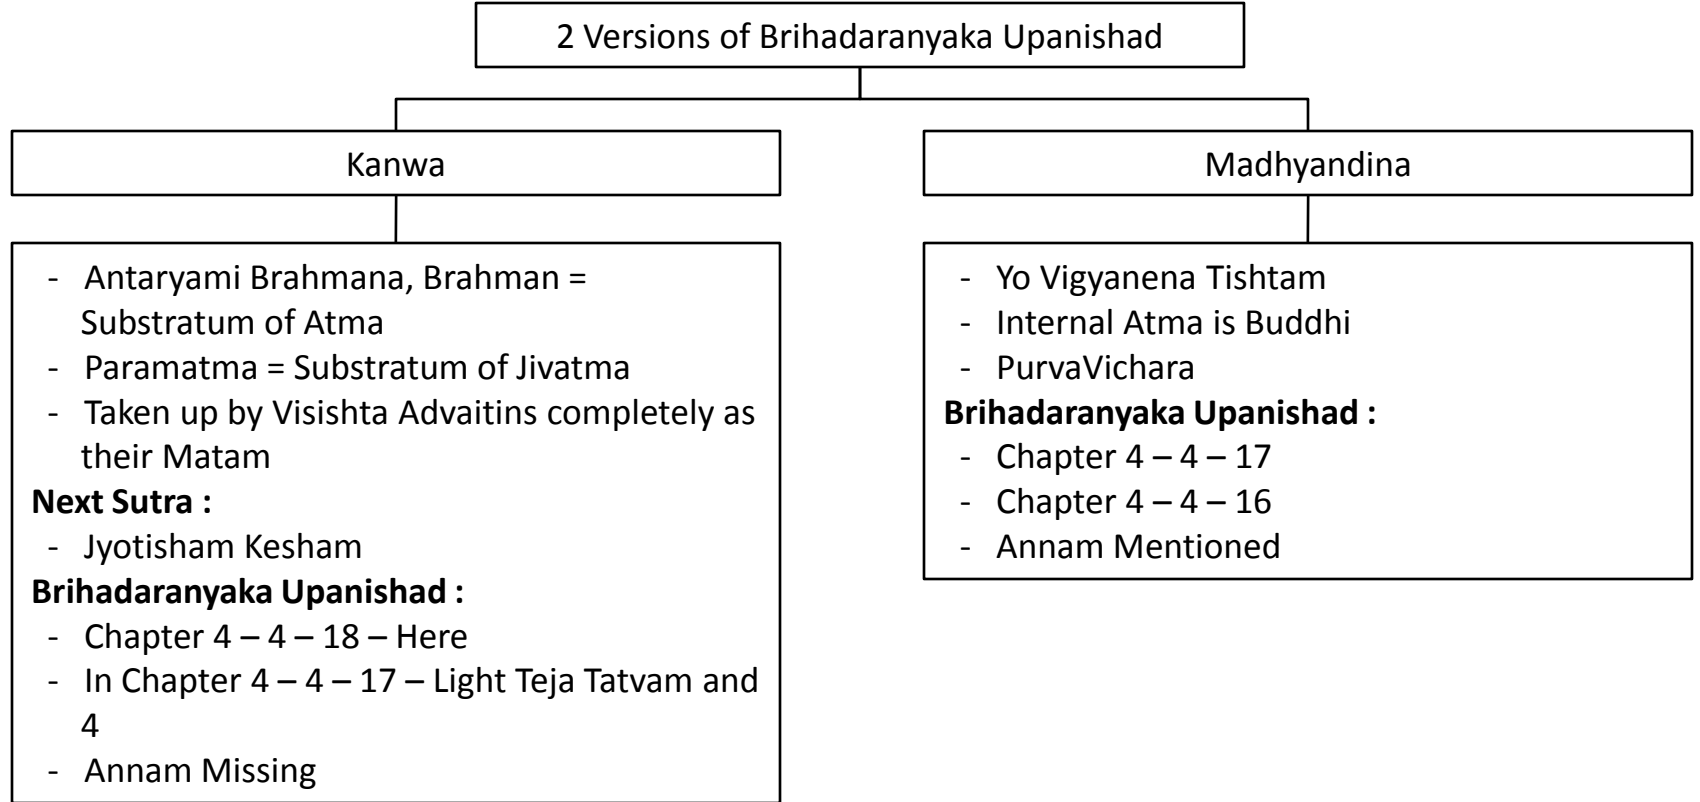 2 Versions of Brihadaranyaka Upanishad
Kanwa
- Antaryami Brahmana, Brahman =
Substratum of Atma
- Paramatma = Substratum of Jivatma
- Taken up by Visishta Advaitins completely as
their Matam
Next Sutra :
- Jyotisham Kesham
Brihadaranyaka Upanishad :
- Chapter 4 – 4 – 18 – Here
- In Chapter 4 – 4 – 17 – Light Teja Tatvam and
4
- Annam Missing
Madhyandina
- Yo Vigyanena Tishtam
- Internal Atma is Buddhi
- PurvaVichara
Brihadaranyaka Upanishad :
- Chapter 4 – 4 – 17
- Chapter 4 – 4 – 16
- Annam Mentioned